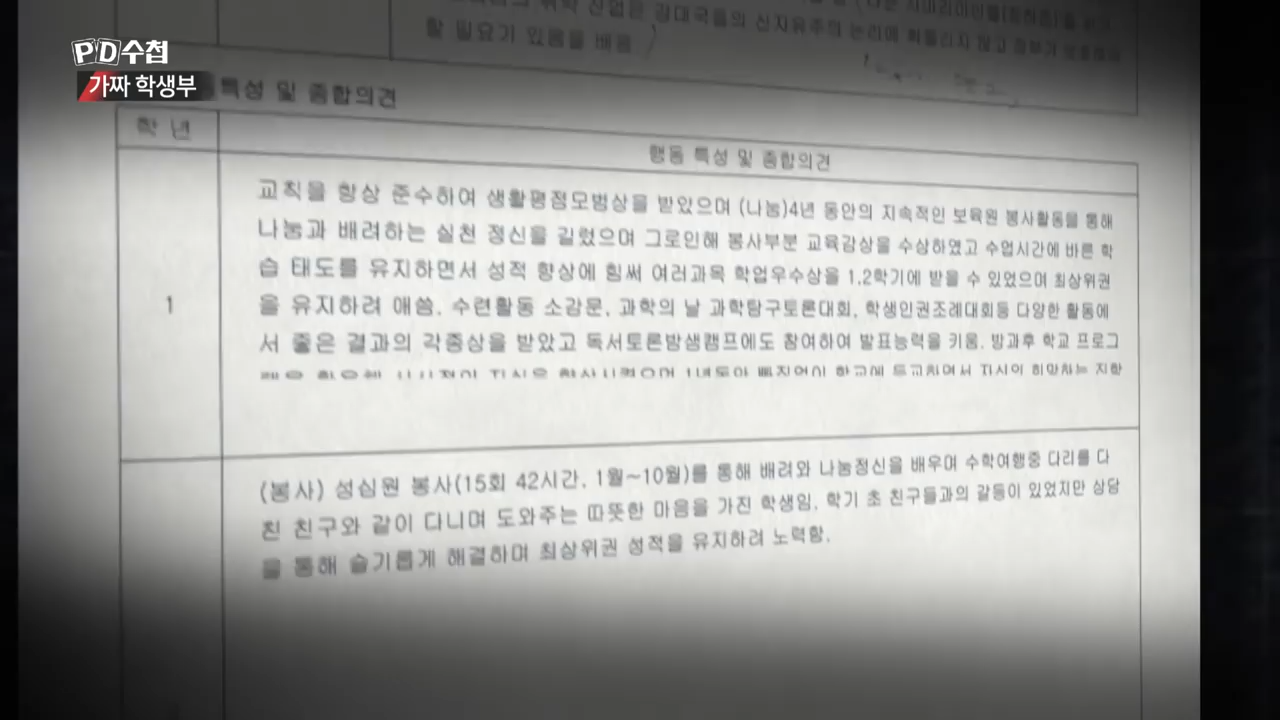 PD수첩
가짜 학생부
할 필요가 있음을 배움
특성 및 종합의견
학 년
행동 특성 및 종합의견
1
교칙을 항상 준수하여 생활평정모범상을 받았으며 (나눔)4년 동안의 지속적인 보육원 봉사활동을 통해
나눔과 배려하는 실천 정신을 길렀으며 그로인해 봉사부분 교육감상을 수상하였고 수업시간에 바른 학
습 태도를 유지하면서 성적 향상에 힘써 여러과목 학업우수상을 1,2학기에 받을 수 있었으며 최상위권
을 유지하려 애씀. 수련활동 소감문, 과학의 날 과학탐구토론대회, 학생인권조례대회등 다양한 활동에
서 좋은 결과의 각종상을 받았고 독서토론밤샘캠프에도 참여하여 발표능력을 키움. 방과후 학교 프로그
(봉사) 성심원 봉사(15회 42시간, 1월~10월)를 통해 배려와 나눔정신을 배우며 수학여행중 다리를 다
친 친구와 같이 다니며 도와주는 따뜻한 마음을 가진 학생임. 학기 초 친구들과의 갈등이 있었지만 상담
을 통해 슬기롭게 해결하며 최상위권 성적을 유지하려 노력함.